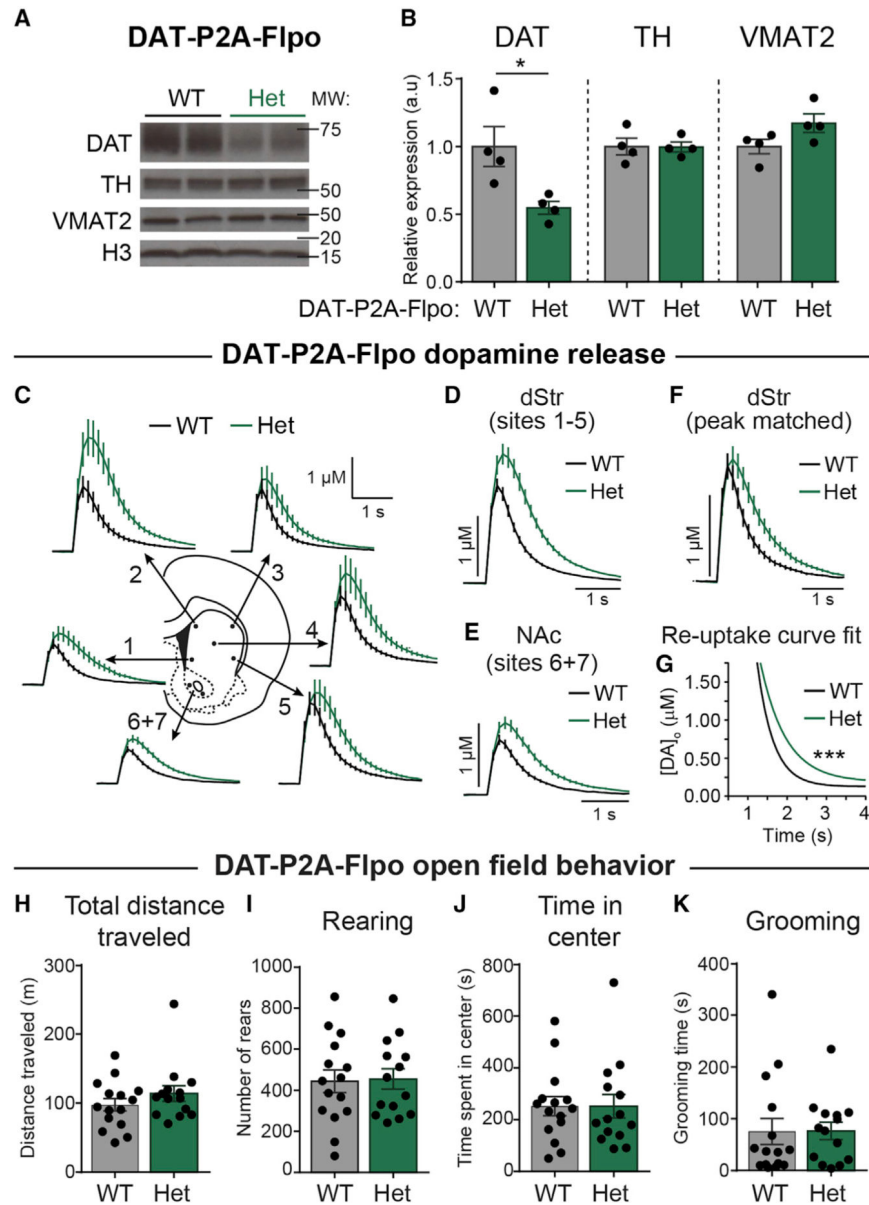 A
DAT-P2A-Flpo
WT Het MW:
DAT
75
TH
50
VMAT2
50
20
H3
15
B
DAT TH VMAT2
*
Relative expression (a.u)
1.5
1.0
0.5
0.0
WT Het WT Het WT Het
DAT-P2A-Flpo:
DAT-P2A-Flpo dopamine release
C
WT Het
1 µM
1 s
1
2
3
4
5
6+7
D
dStr
(sites 1-5)
WT
Het
1 µM
1 s
F
dStr
(peak matched)
WT
Het
1 µM
1 s
E
NAc
(sites 6+7)
WT
Het
1 µM
1 s
Re-uptake curve fit
G
WT
Het
***
[DA]o (µM)
1.50
1.00
0.50
0.25
0.00
1 2 3 4
Time (s)
DAT-P2A-Flpo open field behavior
H
Total distance
traveled
Distance traveled (m)
300
200
100
0
WT Het
I
Rearing
Number of rears
1000
800
600
400
200
0
WT Het
J
Time in
center
Time spent in center (s)
800
600
400
200
0
WT Het
K
Grooming
Grooming time (s)
400
300
200
100
0
WT Het